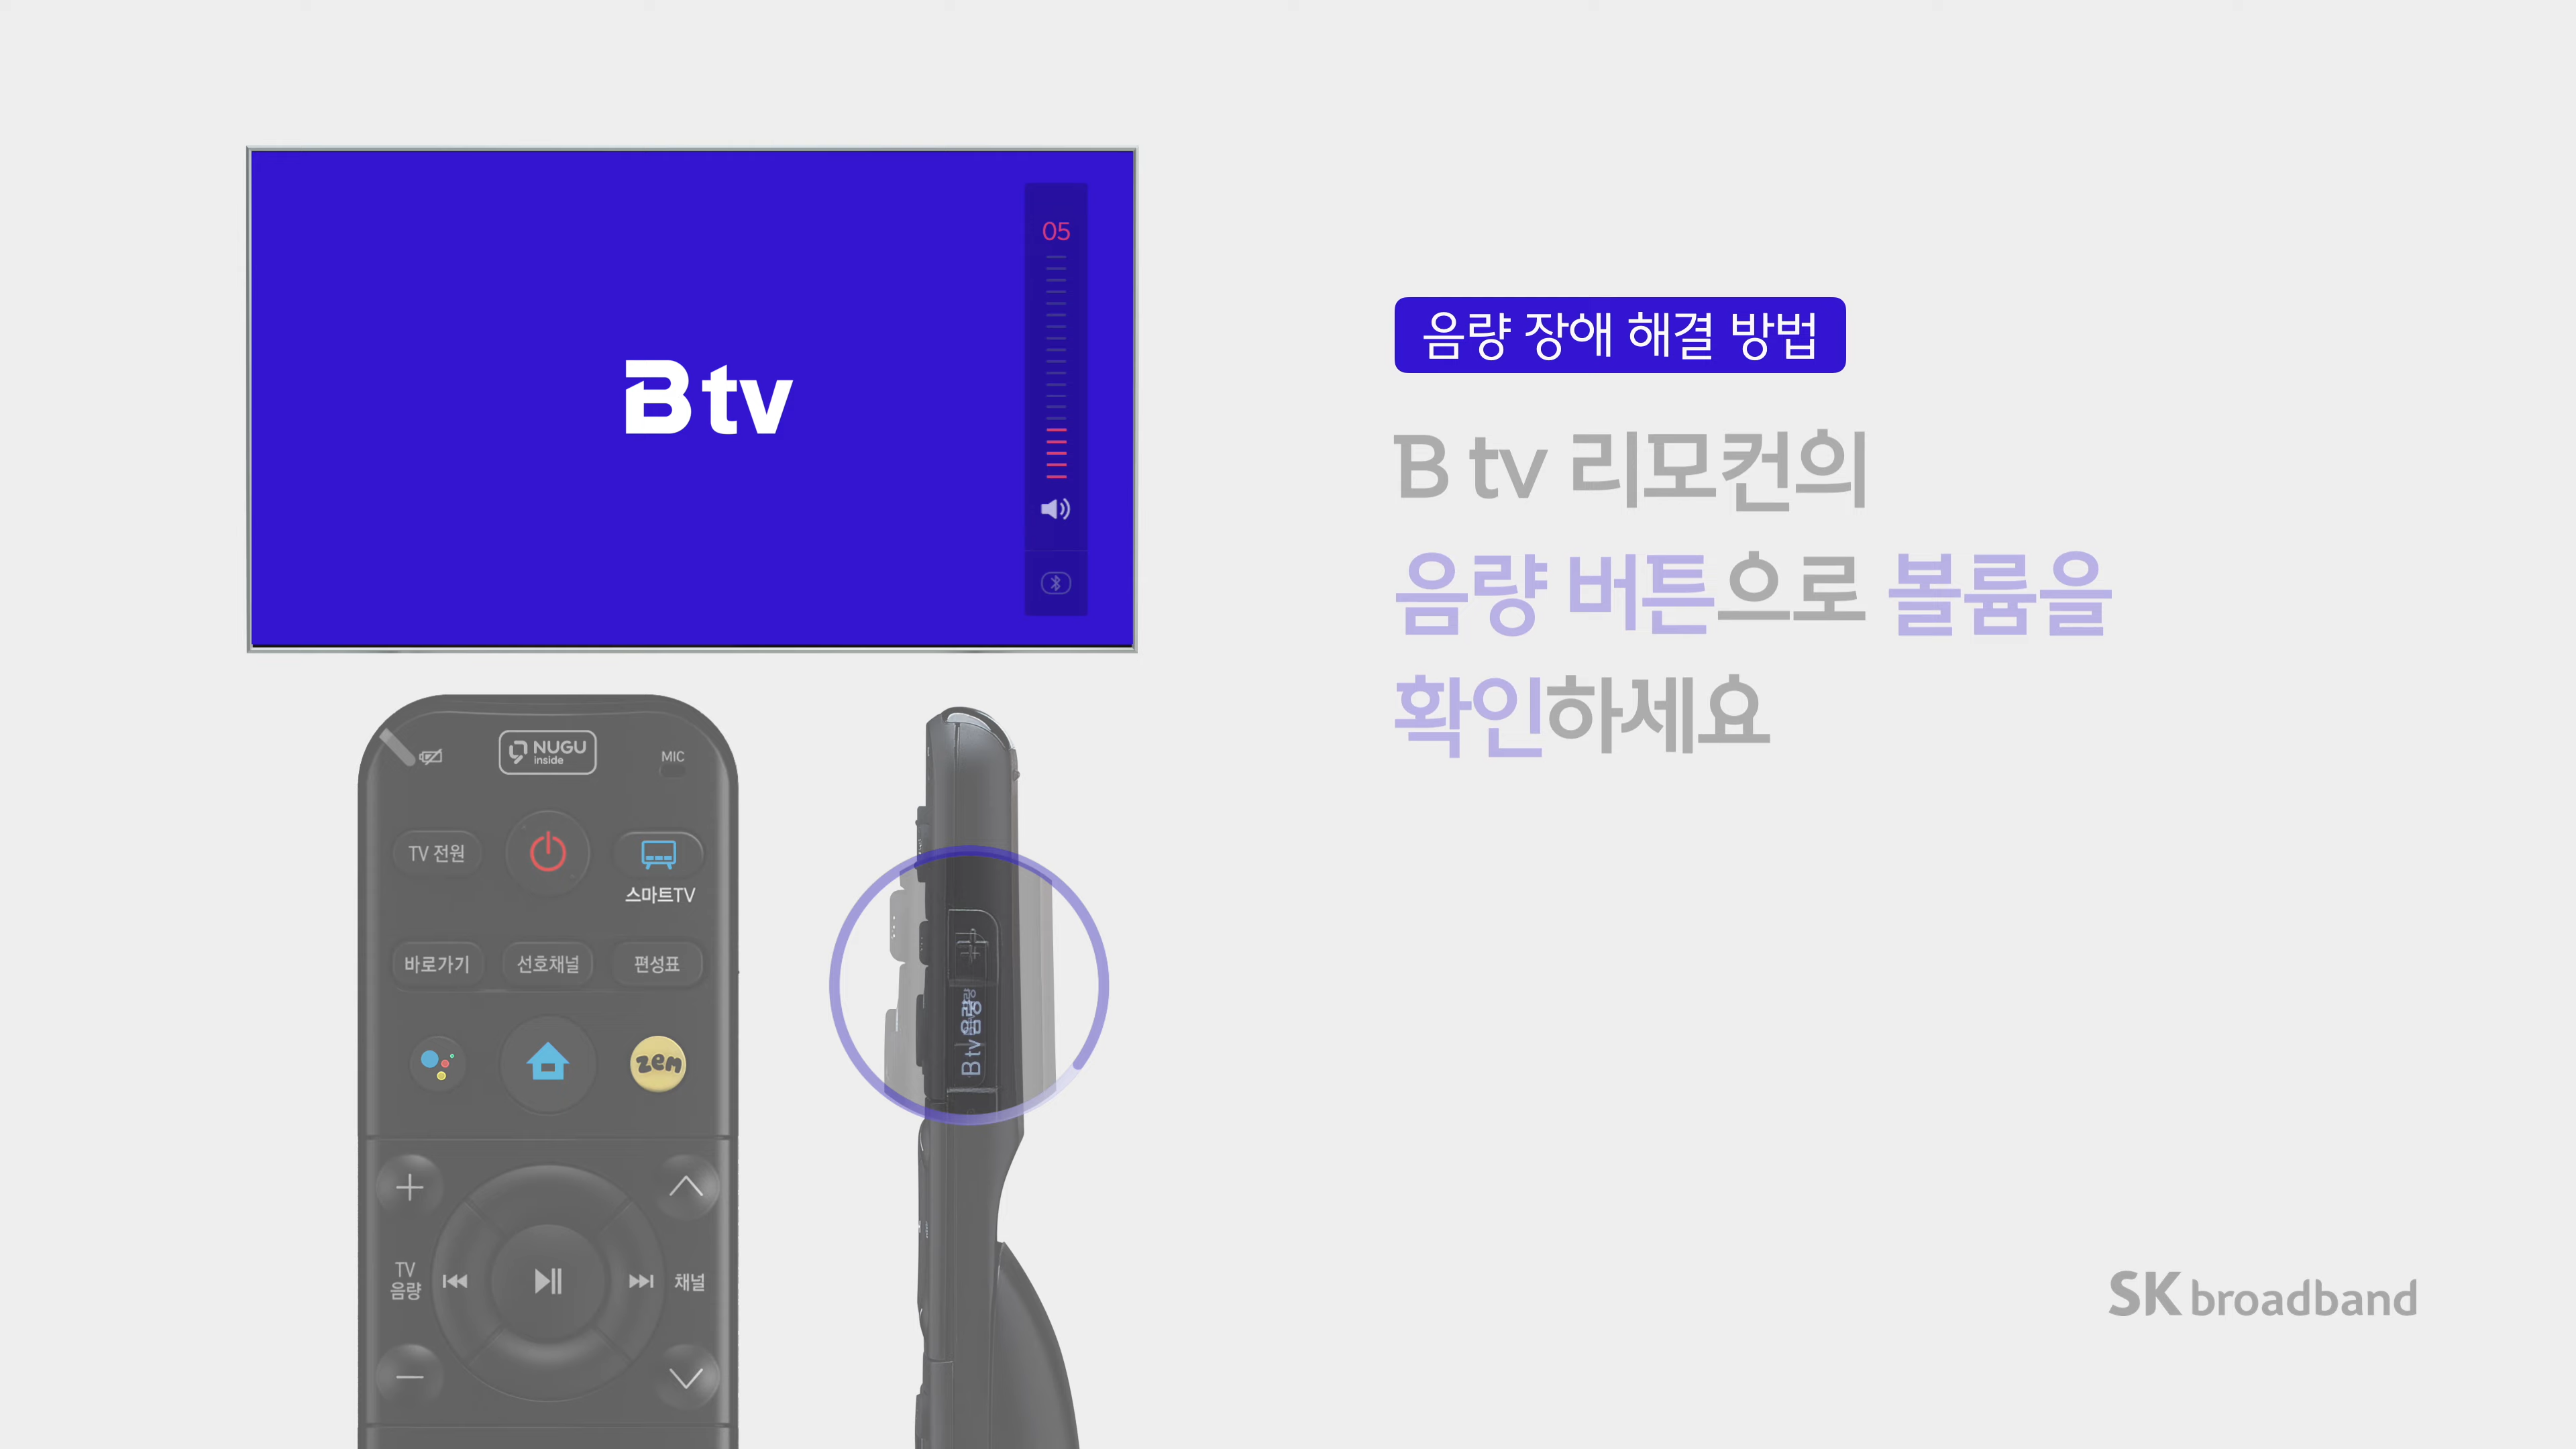 05
B tv
음량 장애 해결 방법
B tv 리모컨의
음량 버튼으로 볼륨을
확인하세요
NUGU
inside
MIC
TV 전원
스마트TV
바로가기
선호채널
편성표
zem
B tv 음량
TV
음량
채널
SK broadband